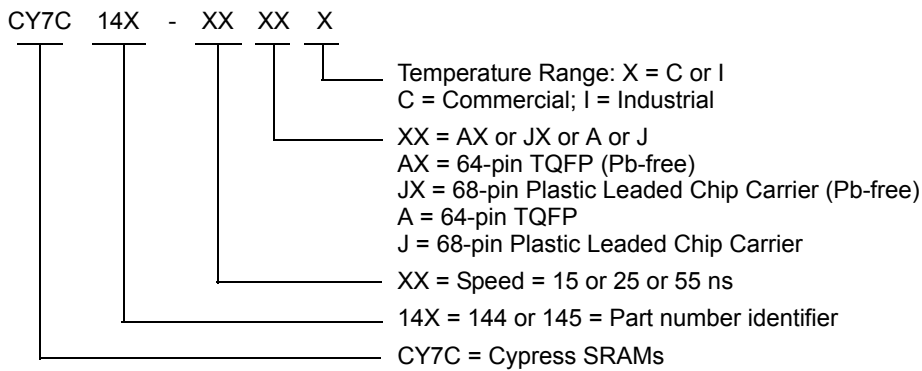 CY7C 14X - XX XX X
Temperature Range: X = C or I
C = Commercial; I = Industrial
XX = AX or JX or A or J
AX = 64-pin TQFP (Pb-free)
JX = 68-pin Plastic Leaded Chip Carrier (Pb-free)
A = 64-pin TQFP
J = 68-pin Plastic Leaded Chip Carrier
XX = Speed = 15 or 25 or 55 ns
14X = 144 or 145 = Part number identifier
CY7C = Cypress SRAMs